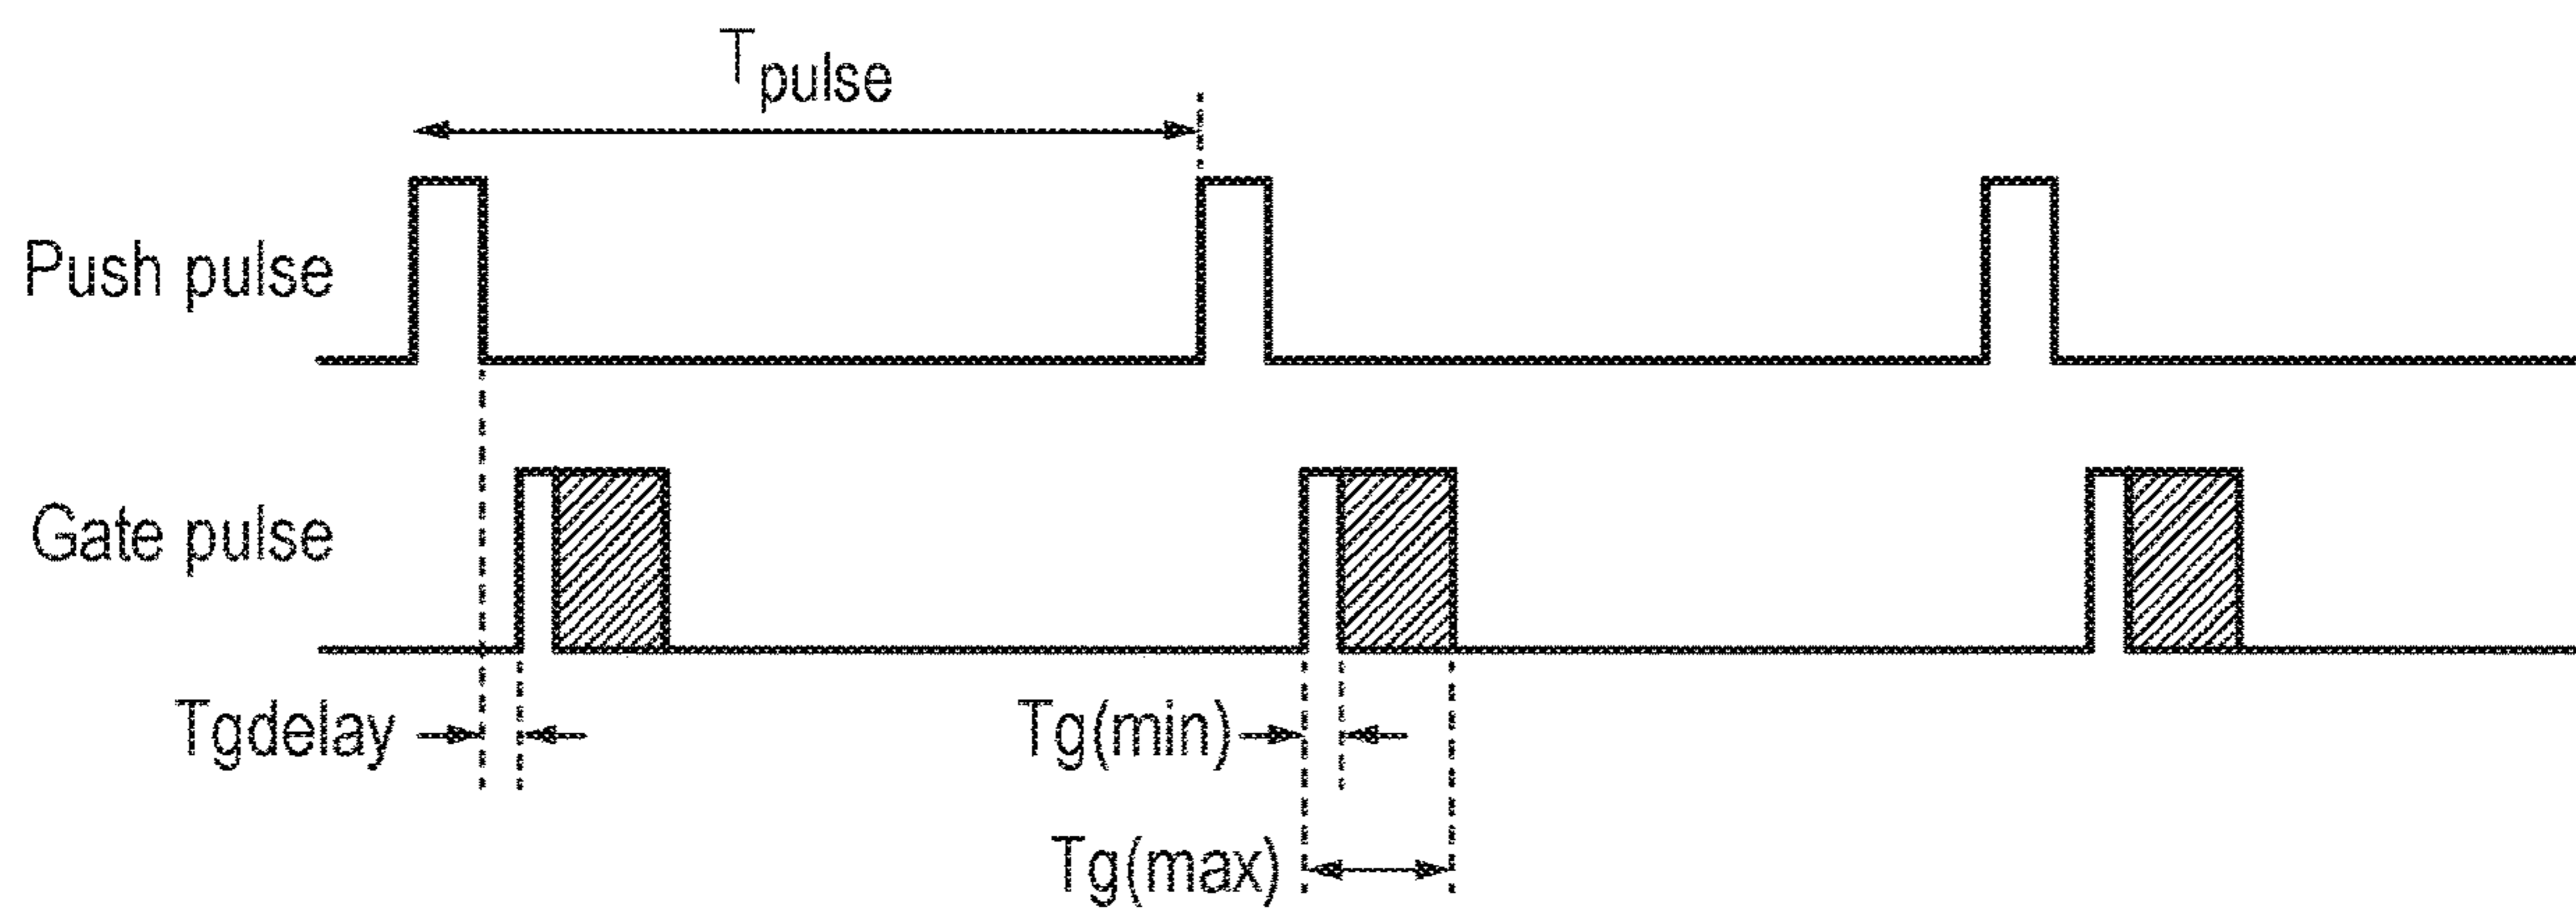 Tpulse
Push pulse
Gate pulse
Tgdelay
Tg(min)
Tg(max)